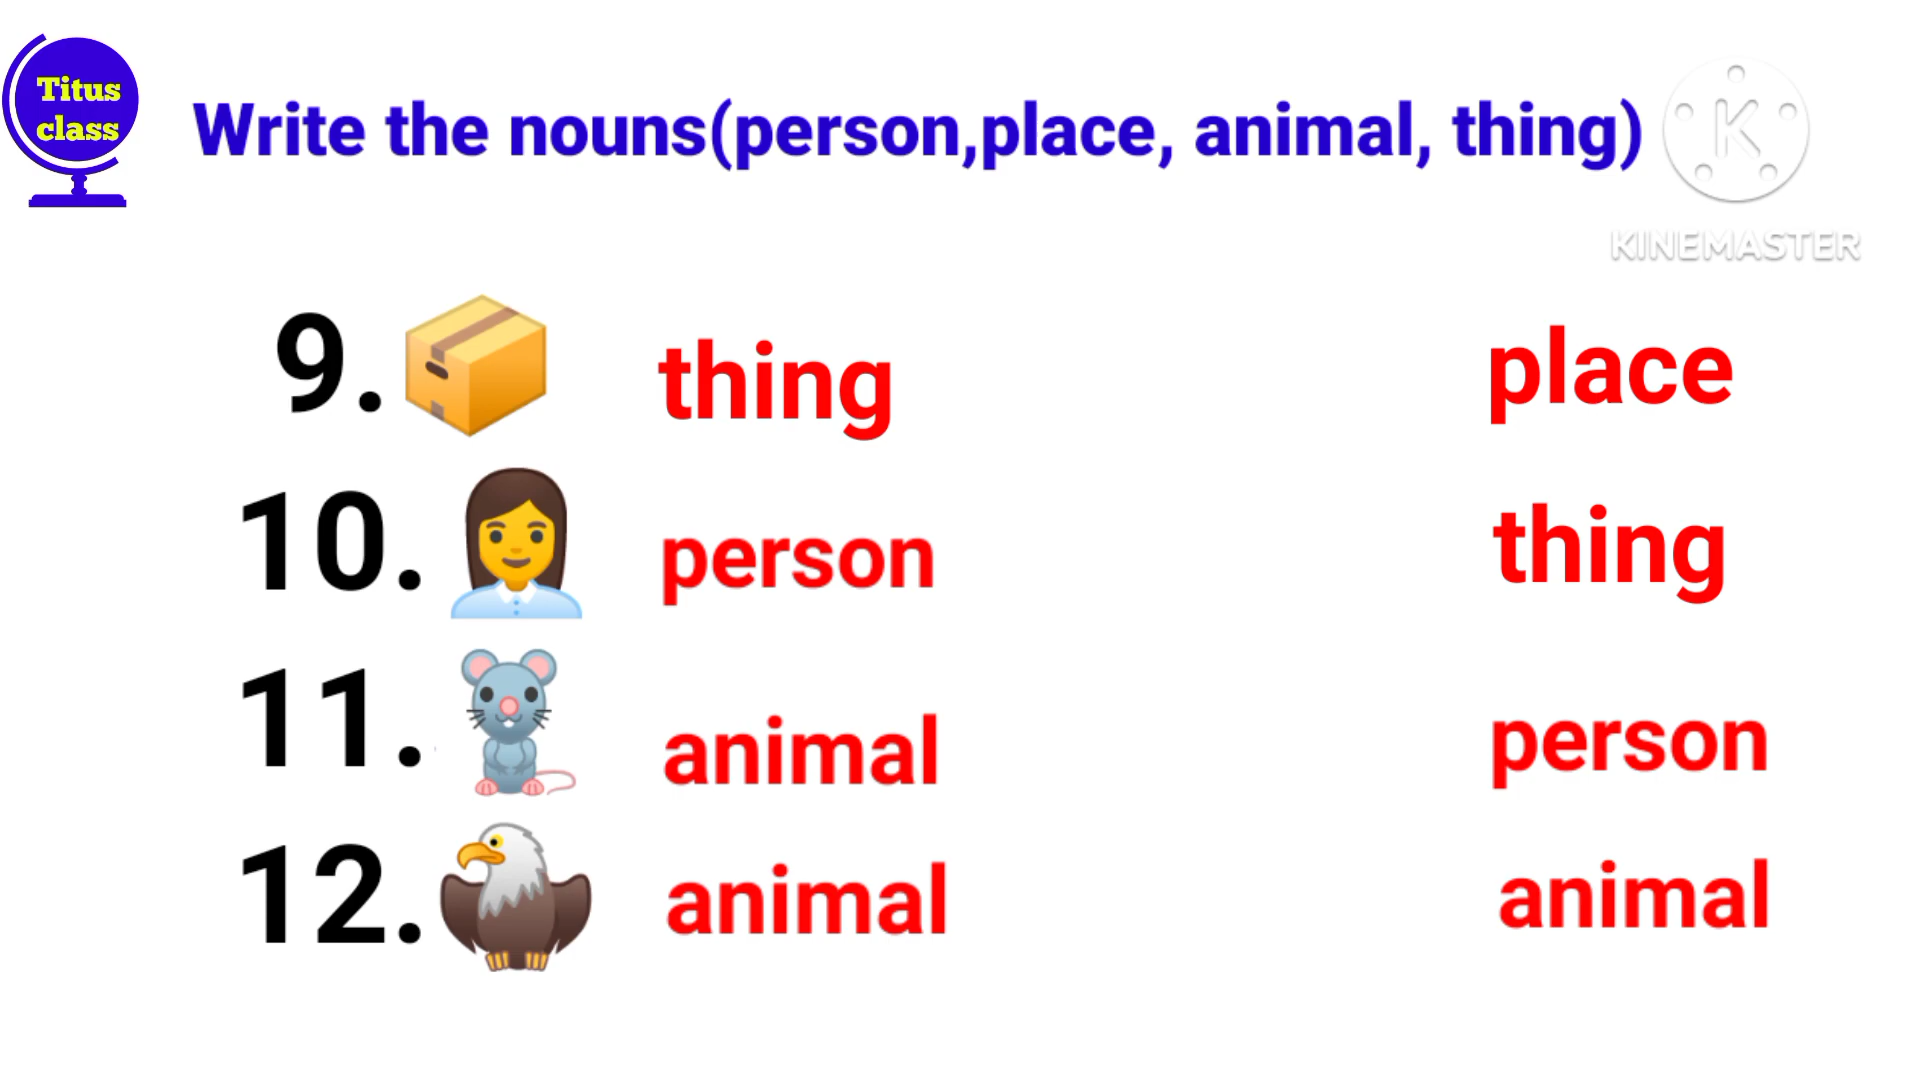 Titus
class
Write the nouns(person,place, animal, thing)
K
KINEMASTER
9. thing place
10. person thing
11. animal person
12. animal animal